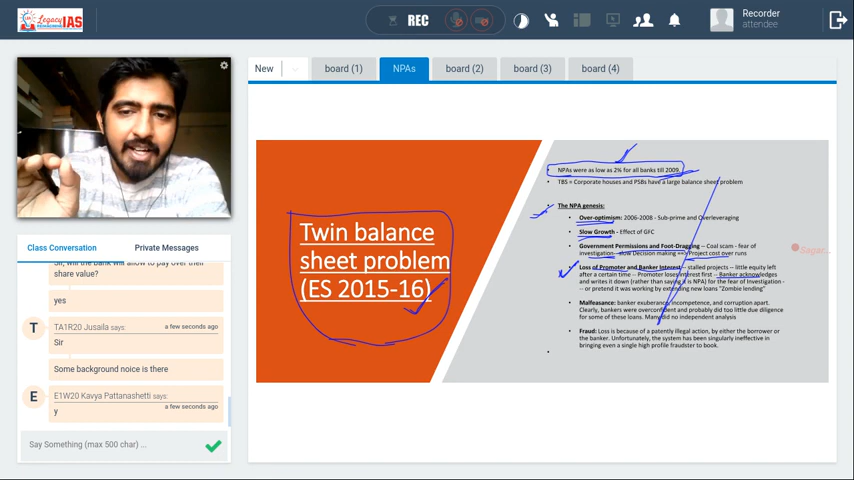 Legacy IAS
REC
Recorder
attendee
New
board (1)
NPAs
board (2)
board (3)
board (4)
Class Conversation
Private Messages
Sir, will the bank will allow to pay over their
share value?
yes
T
TA1R20 Jusaila says:
a few seconds ago
Sir
Some background noice is there
E
E1W20 Kavya Pattanashetti says:
a few seconds ago
y
Say Something (max 500 char) ...
Twin balance
sheet problem
(ES 2015-16)
• NPAs were as low as 2% for all banks till 2009.
• TBS = Corporate houses and PSBs have a large balance sheet problem
• The NPA genesis:
• Over-optimism: 2006-2008 - Sub-prime and Overleveraging
• Slow Growth - Effect of GFC
• Government Permissions and Foot-Dragging -- Coal scam - fear of
investigation- slow Decision making ==> Project cost over runs
• Loss of Promoter and Banker Interest - stalled projects -- little equity left
after a certain time -- Promoter loses interest first -- Banker acknowledges
and writes it down (rather than saying it is NPA) for the fear of Investigation -
-- or pretend it was working by extending new loans "Zombie lending"
• Malfeasance: banker exuberance, incompetence, and corruption apart.
Clearly, bankers were overconfident and probably did too little due diligence
for some of these loans. Many did no independent analysis
• Fraud: Loss is because of a patently illegal action, by either the borrower or
the banker. Unfortunately, the system has been singularly ineffective in
bringing even a single high profile fraudster to book.
Sagar...